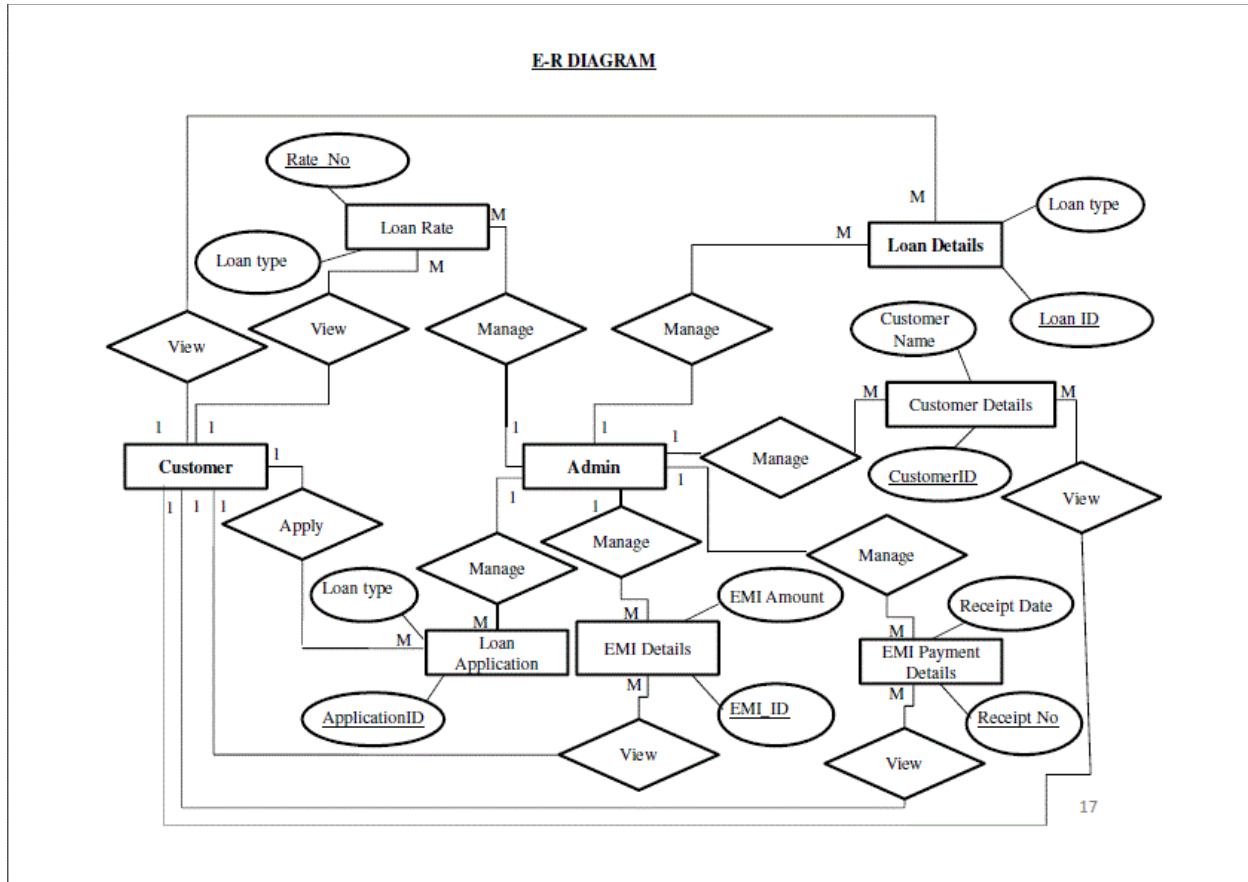 E-R DIAGRAM
Rate_No
Loan Rate
M
Loan type
M
View
View
Manage
Manage
M
M
Loan type
Loan Details
Loan ID
Customer
Name
M
Customer Details
M
CustomerID
Manage
View
1
1
1
1
1
Customer
1
Admin
1
1
1
1
1
1
1
Apply
Manage
Manage
Manage
Loan type
M
M
Loan
Application
ApplicationID
M
EMI Amount
EMI Details
M
EMI_ID
View
Receipt Date
M
EMI Payment
Details
M
Receipt No
View
17